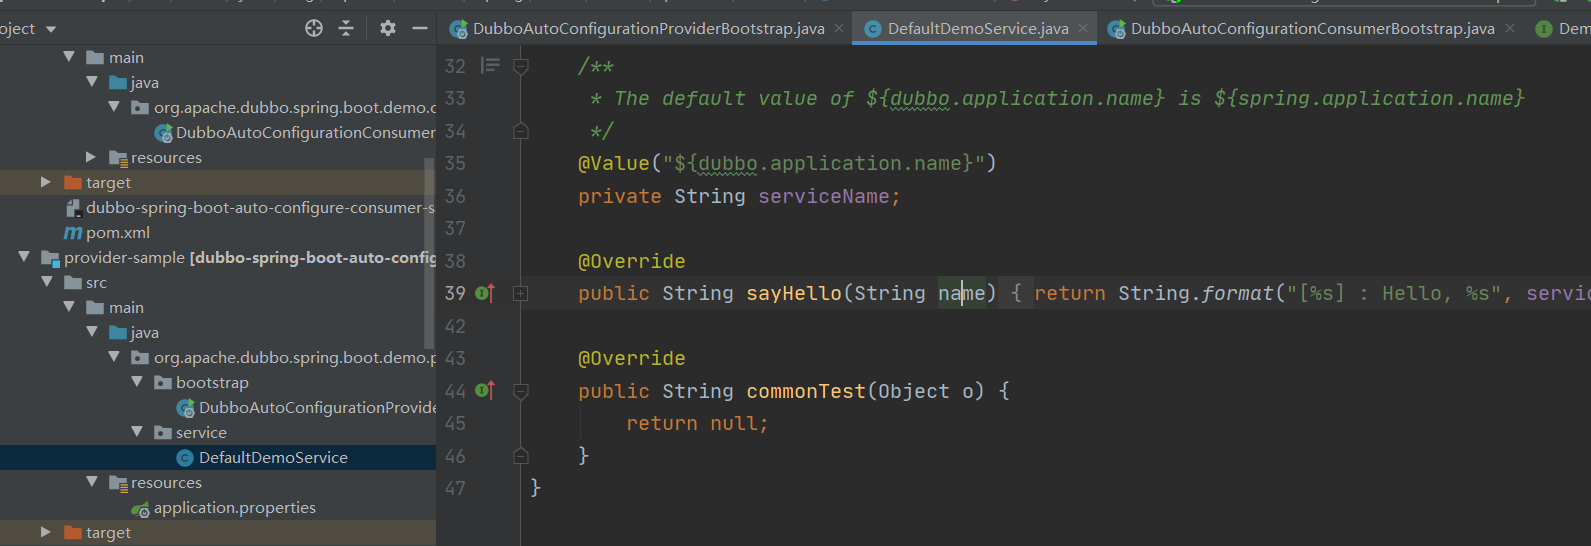 oject
DubboAutoConfigurationProviderBootstrap.java
DefaultDemoService.java
DubboAutoConfigurationConsumerBootstrap.java
Dem
main
java
org.apache.dubbo.spring.boot.demo.c
DubboAutoConfigurationConsumer
resources
target
dubbo-spring-boot-auto-configure-consumer-s
pom.xml
provider-sample [dubbo-spring-boot-auto-config
src
main
java
org.apache.dubbo.spring.boot.demo.p
bootstrap
DubboAutoConfigurationProvide
service
DefaultDemoService
resources
application.properties
target
32 /**
33 * The default value of ${dubbo.application.name} is ${spring.application.name}
34 */
35 @Value("${dubbo.application.name}")
36 private String serviceName;
37
38 @Override
39 public String sayHello(String name) { return String.format("[%s] : Hello, %s", servic
42
43 @Override
44 public String commonTest(Object o) {
45 return null;
46 }
47 }